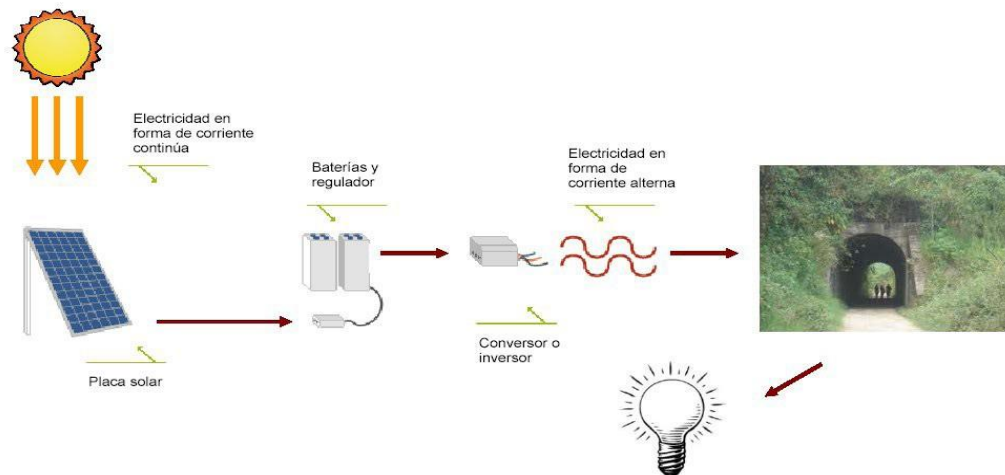 Electricidad en
forma de corriente
continúa
Baterías y
regulador
Electricidad en
forma de
corriente alterna
Placa solar
Conversor o
inversor